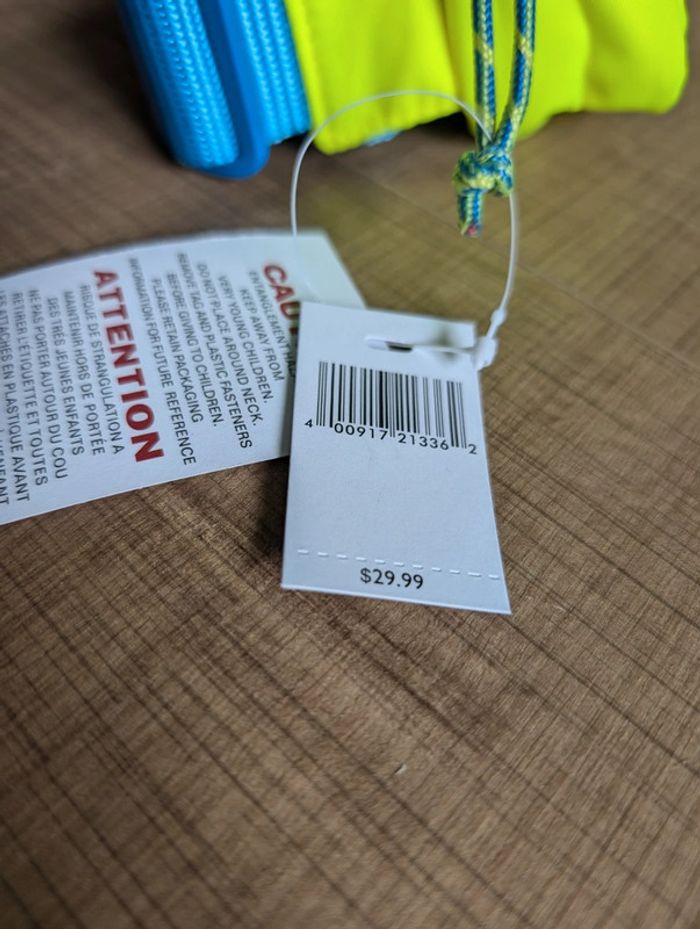 CAU
ENTANGLEMENT HAZ
KEEP AWAY FROM
VERY YOUNG CHILDREN.
DO NOT PLACE AROUND NECK.
REMOVE TAG AND PLASTIC FASTENERS
BEFORE GIVING TO CHILDREN.
PLEASE RETAIN PACKAGING
INFORMATION FOR FUTURE REFERENCE
ATTENTION
RISQUE DE STRANGULATION A
MAINTENIR HORS DE PORTÉE
DES TRÈS JEUNES ENFANTS
NE PAS PORTER AUTOUR DU COU
RETIRER L'ÉTIQUETTE ET TOUTES
ATTACHES EN PLASTIQUE AVANT
L'ENFANT
4 00917 21336 2
$29.99